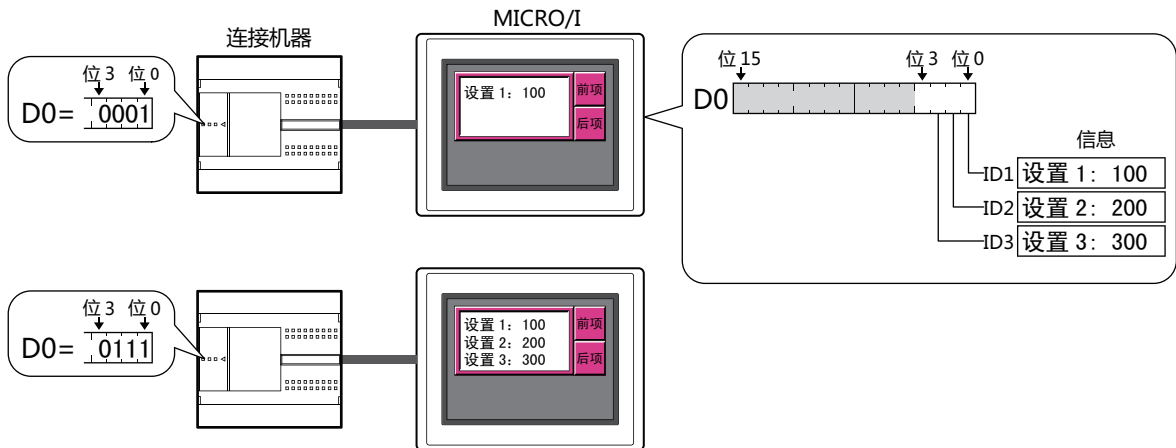 连接机器
MICRO/I
位 3 位 0
D0= 0001
设置 1: 100
前项
后项
位 15 位 3 位 0
D0
信息
ID1 设置 1: 100
ID2 设置 2: 200
ID3 设置 3: 300
位 3 位 0
D0= 0111
设置 1: 100
设置 2: 200
设置 3: 300
前项
后项